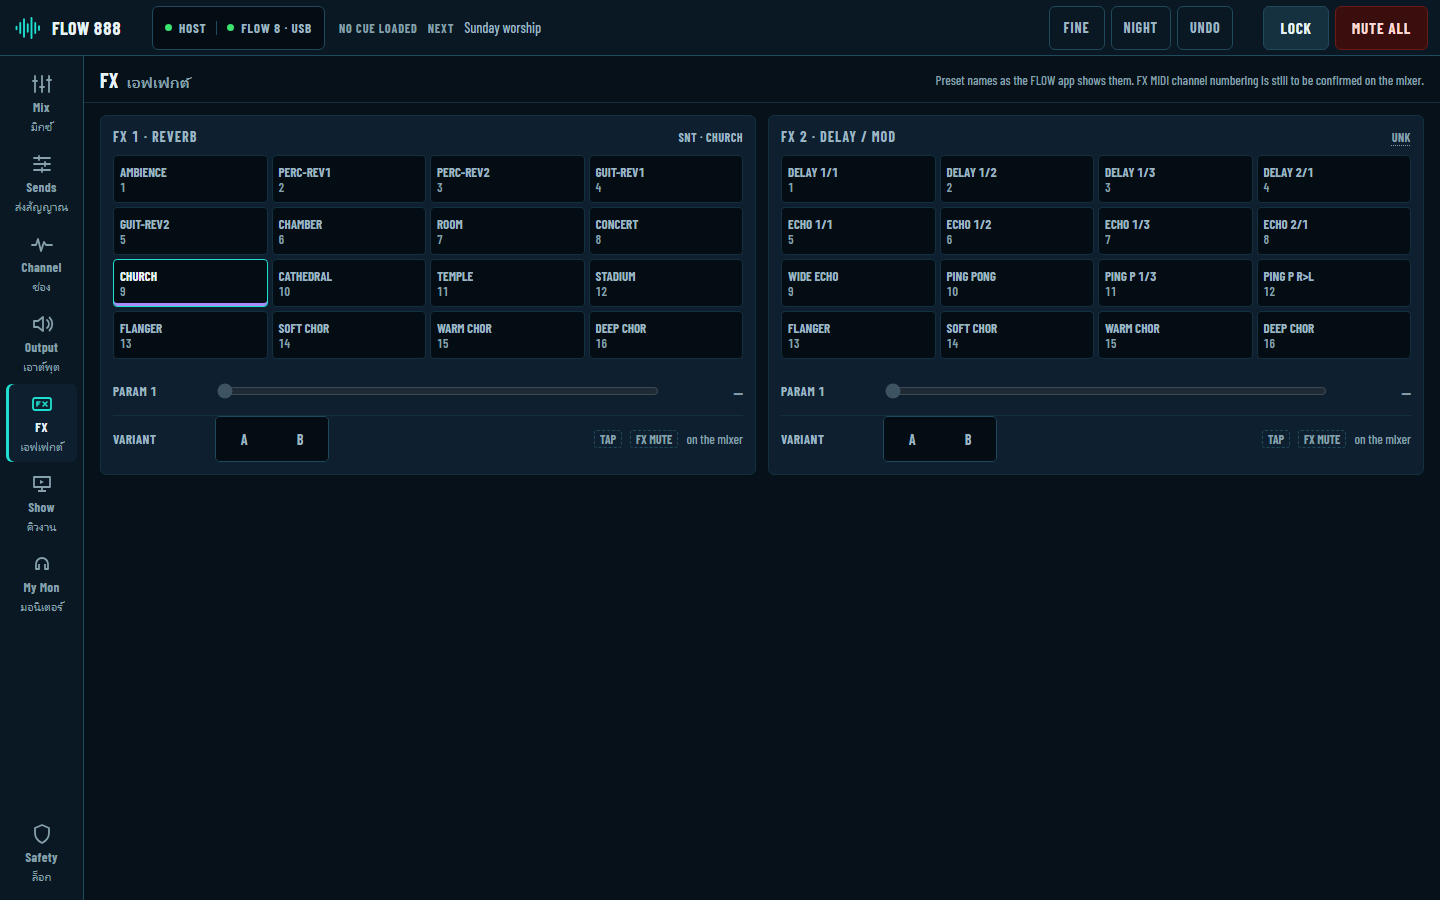 FLOW 888
HOST FLOW 8 · USB
NO CUE LOADED NEXT Sunday worship
FINE NIGHT UNDO LOCK MUTE ALL
Mix
มิกซ์
Sends
ส่งสัญญาณ
Channel
ช่อง
Output
เอาต์พุต
FX
เอฟเฟกต์
Show
คิวงาน
My Mon
มอนิเตอร์
Safety
ล็อก
FX เอฟเฟกต์
Preset names as the FLOW app shows them. FX MIDI channel numbering is still to be confirmed on the mixer.
FX 1 · REVERB SNT · CHURCH
AMBIENCE PERC-REV1 PERC-REV2 GUIT-REV1
1 2 3 4
GUIT-REV2 CHAMBER ROOM CONCERT
5 6 7 8
CHURCH CATHEDRAL TEMPLE STADIUM
9 10 11 12
FLANGER SOFT CHOR WARM CHOR DEEP CHOR
13 14 15 16
PARAM 1 –
VARIANT A B TAP FX MUTE on the mixer
FX 2 · DELAY / MOD UNK
DELAY 1/1 DELAY 1/2 DELAY 1/3 DELAY 2/1
1 2 3 4
ECHO 1/1 ECHO 1/2 ECHO 1/3 ECHO 2/1
5 6 7 8
WIDE ECHO PING PONG PING P 1/3 PING P R>L
9 10 11 12
FLANGER SOFT CHOR WARM CHOR DEEP CHOR
13 14 15 16
PARAM 1 –
VARIANT A B TAP FX MUTE on the mixer